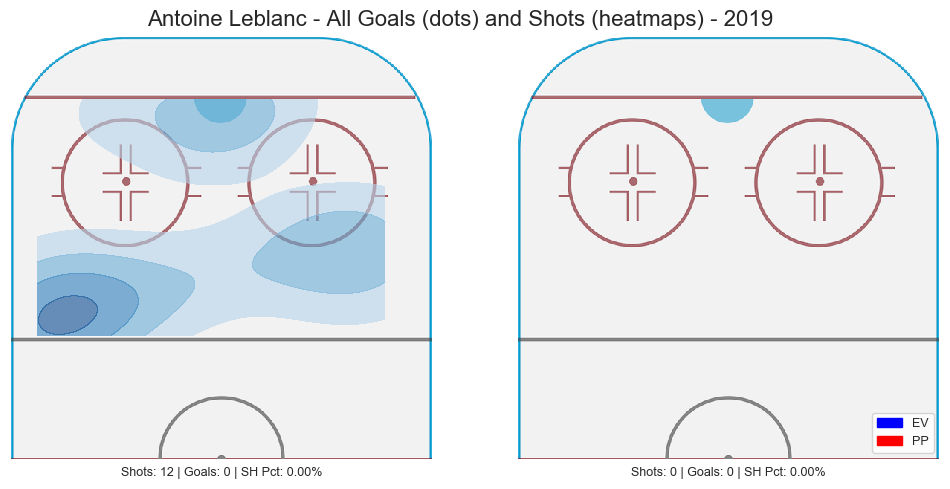 Antoine Leblanc - All Goals (dots) and Shots (heatmaps) - 2019
EV
PP
Shots: 12 | Goals: 0 | SH Pct: 0.00%
Shots: 0 | Goals: 0 | SH Pct: 0.00%